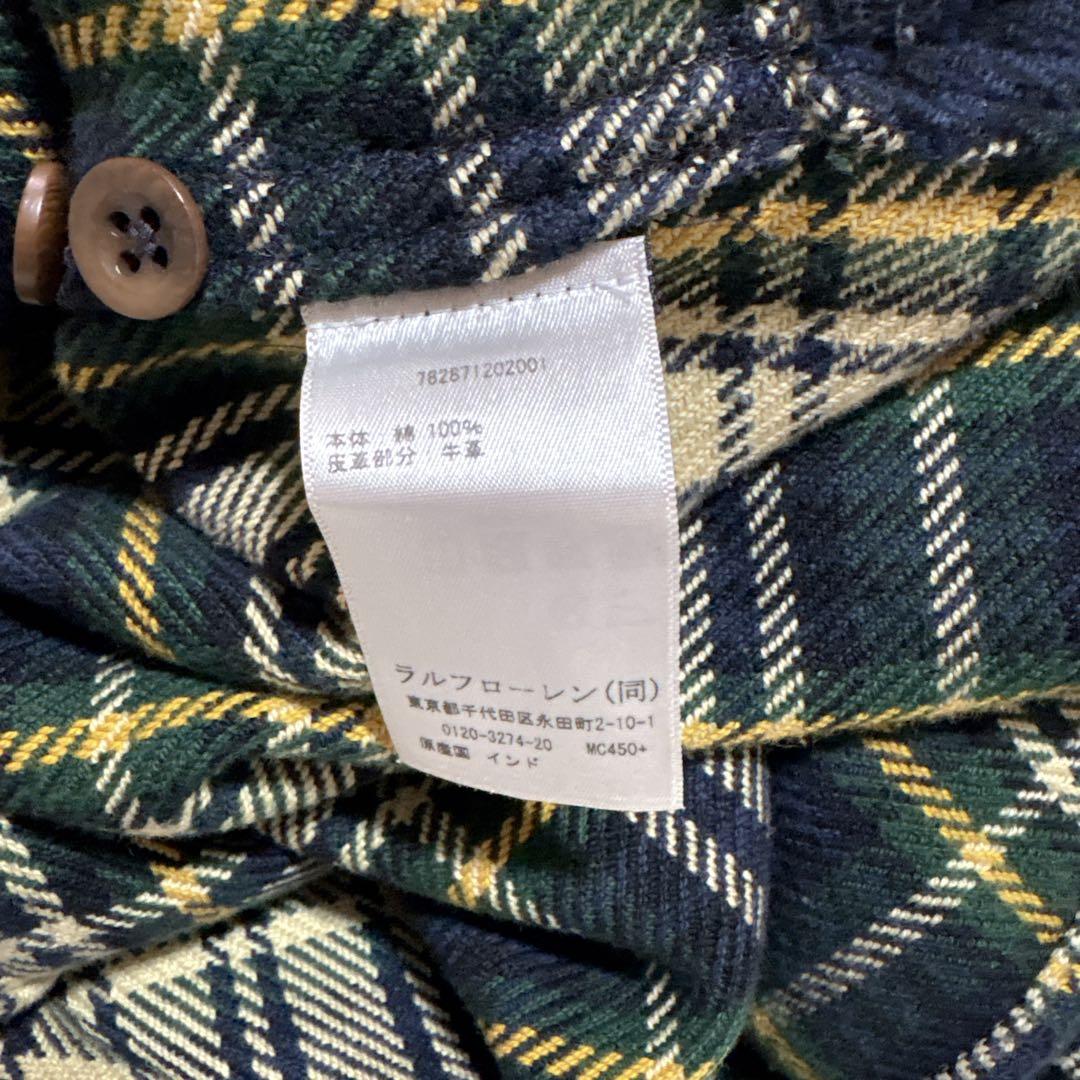 782871202001
本体 綿 100%
皮革部分 牛革
ラルフローレン(同)
東京都千代田区永田町2-10-1
0120-3274-20 MC450+
原産国 インド